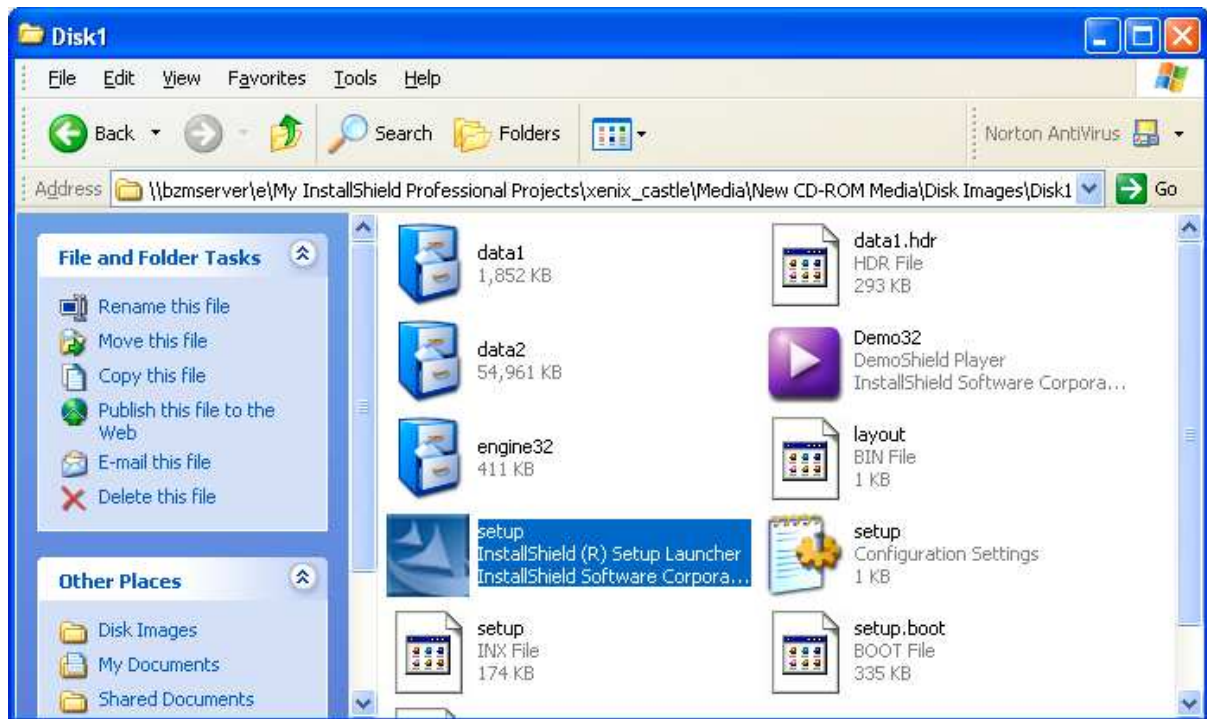 Disk1
File Edit View Favorites Tools Help
Back Search Folders Norton AntiVirus
Address \\bzmserver\e\My InstallShield Professional Projects\xenix_castle\Media\New CD-ROM Media\Disk Images\Disk1 Go
File and Folder Tasks
Rename this file
Move this file
Copy this file
Publish this file to the
Web
E-mail this file
Delete this file
Other Places
Disk Images
My Documents
Shared Documents
data1
1,852 KB
data1.hdr
HDR File
293 KB
data2
54,961 KB
Demo32
DemoShield Player
InstallShield Software Corpora...
engine32
411 KB
layout
BIN File
1 KB
setup
InstallShield (R) Setup Launcher
InstallShield Software Corpora...
setup
Configuration Settings
1 KB
setup
INX File
174 KB
setup.boot
BOOT File
335 KB